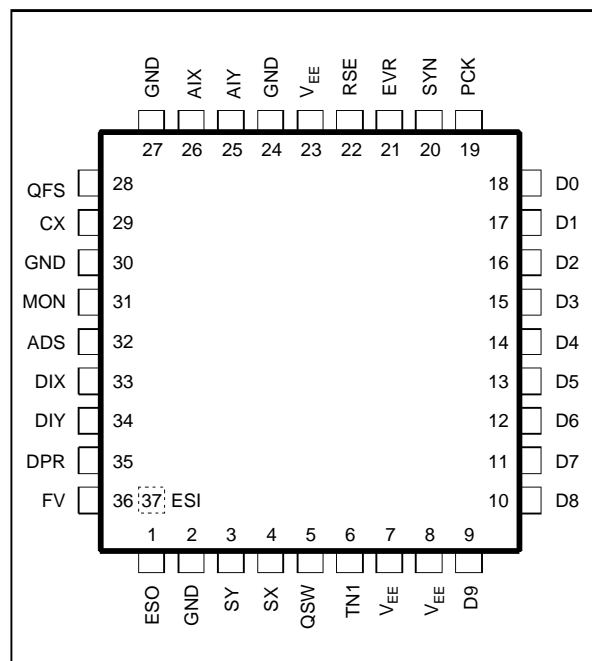 GND AIX AIY GND VEE RSE EVR SYN PCK
27 26 25 24 23 22 21 20 19
QFS 28 18 D0
CX 29 17 D1
GND 30 16 D2
MON 31 15 D3
ADS 32 14 D4
DIX 33 13 D5
DIY 34 12 D6
DPR 35 11 D7
FV 36 37 ESI 10 D8
1 2 3 4 5 6 7 8 9
ESO GND SY SX QSW TN1 VEE VEE D9